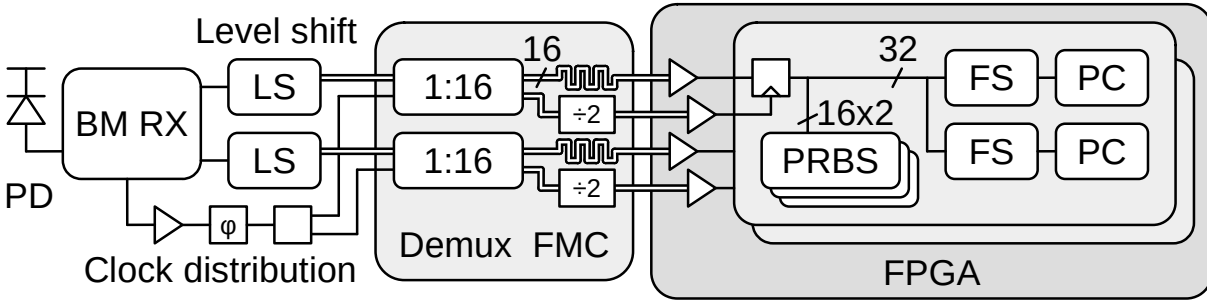 Level shift
PD
BM RX
LS
LS
φ
Clock distribution
1:16
1:16
16
÷2
÷2
Demux FMC
32
16x2
PRBS
FS
PC
FS
PC
FPGA